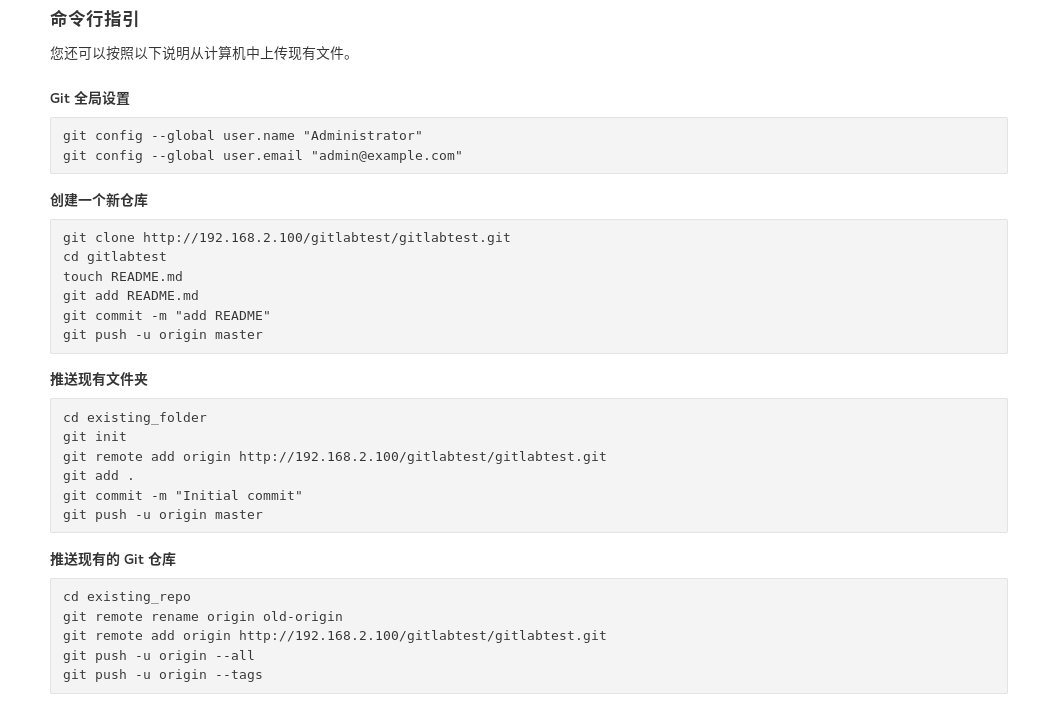 命令行指引
您还可以按照以下说明从计算机中上传现有文件。
Git 全局设置
git config --global user.name "Administrator"
git config --global user.email "admin@example.com"
创建一个新仓库
git clone http://192.168.2.100/gitlabtest/gitlabtest.git
cd gitlabtest
touch README.md
git add README.md
git commit -m "add README"
git push -u origin master
推送现有文件夹
cd existing_folder
git init
git remote add origin http://192.168.2.100/gitlabtest/gitlabtest.git
git add .
git commit -m "Initial commit"
git push -u origin master
推送现有的 Git 仓库
cd existing_repo
git remote rename origin old-origin
git remote add origin http://192.168.2.100/gitlabtest/gitlabtest.git
git push -u origin --all
git push -u origin --tags